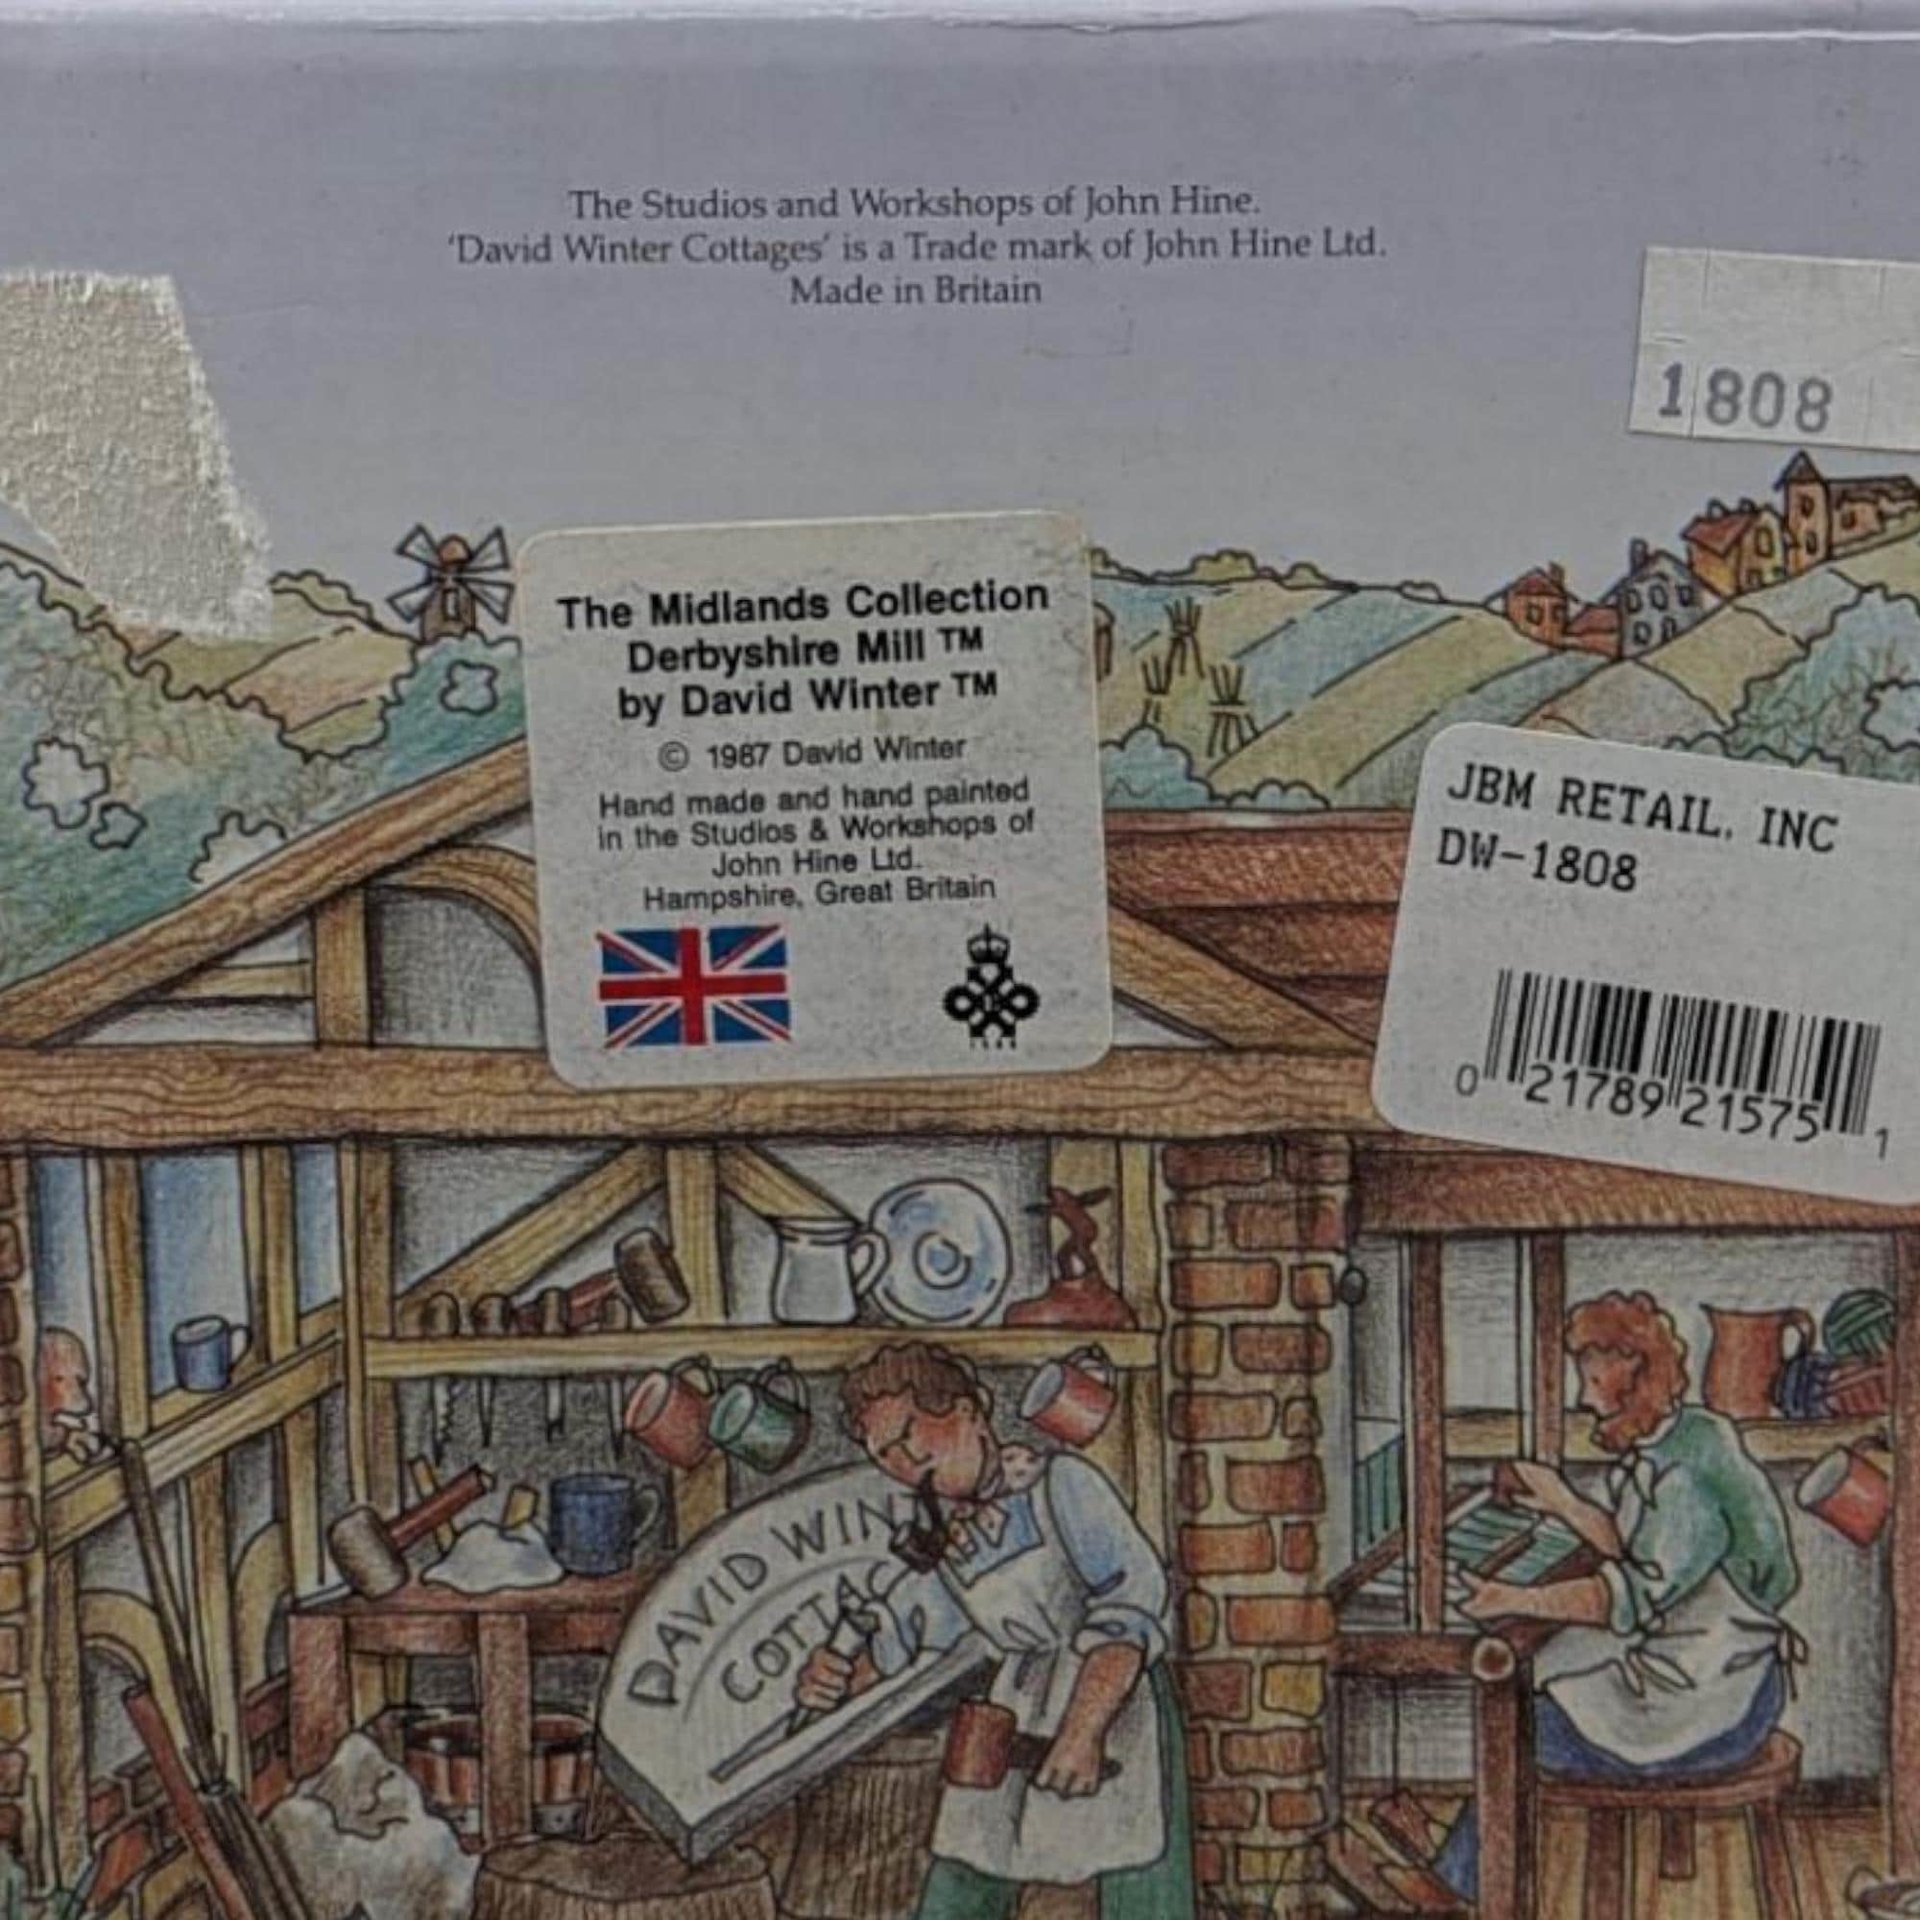 The Studios and Workshops of John Hine.
'David Winter Cottages' is a Trade mark of John Hine Ltd.
Made in Britain
1808
The Midlands Collection
Derbyshire Mill ™
by David Winter ™
© 1987 David Winter
Hand made and hand painted
in the Studios & Workshops of
John Hine Ltd.
Hampshire, Great Britain
JBM RETAIL, INC
DW-1808
0 21789 21575 1
DAVID WIN
COTTA